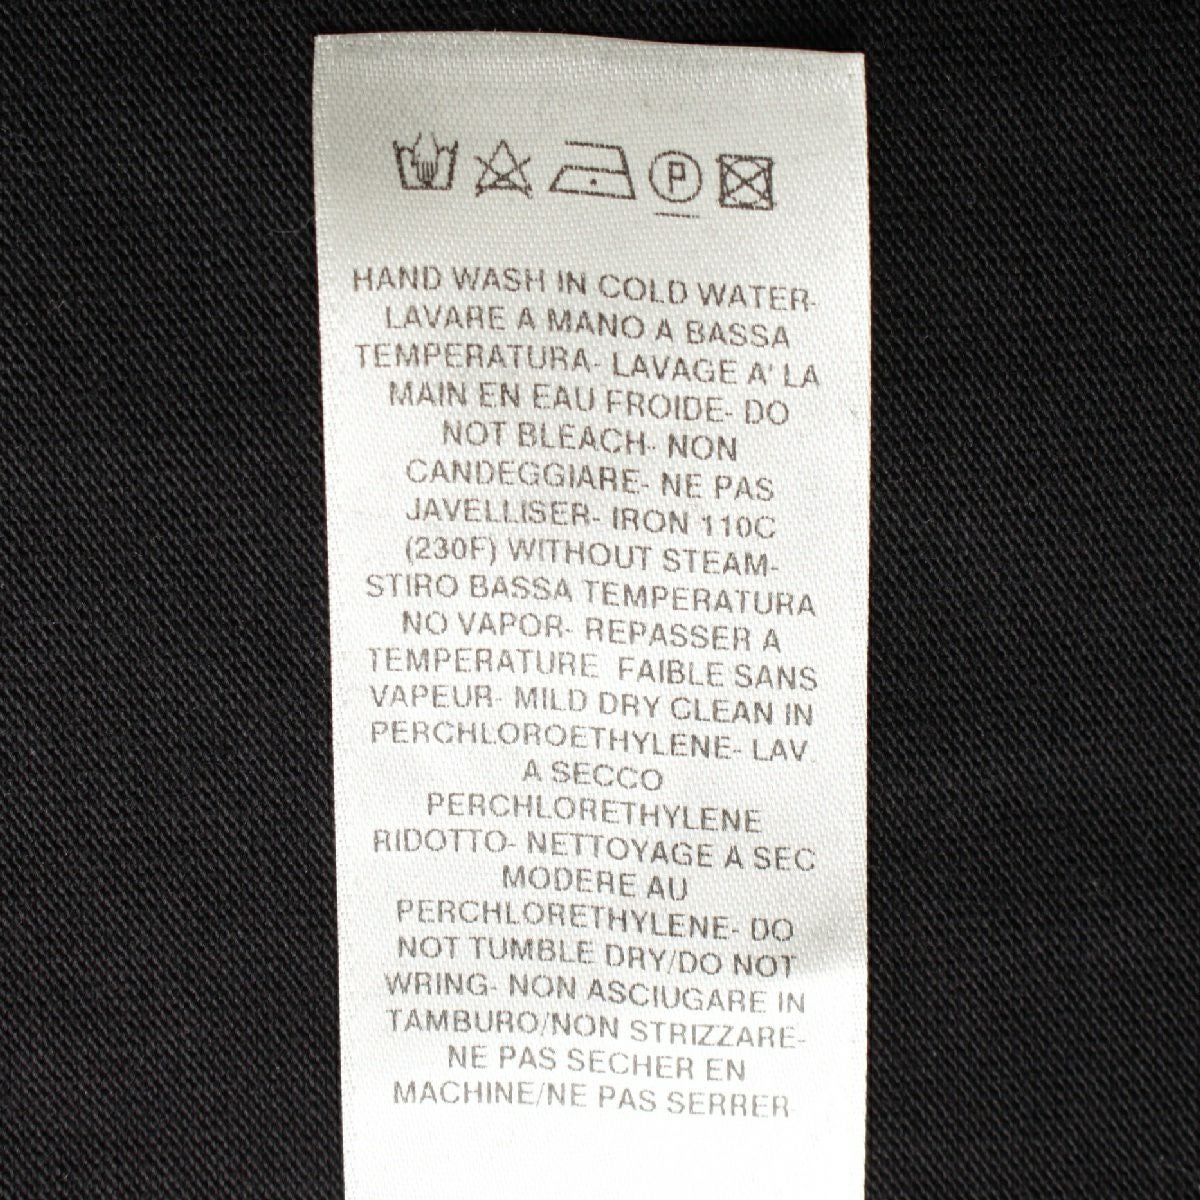 P
HAND WASH IN COLD WATER-
LAVARE A MANO A BASSA
TEMPERATURA- LAVAGE A' LA
MAIN EN EAU FROIDE- DO
NOT BLEACH- NON
CANDEGGIARE- NE PAS
JAVELLISER- IRON 110C
(230F) WITHOUT STEAM-
STIRO BASSA TEMPERATURA
NO VAPOR- REPASSER A
TEMPERATURE FAIBLE SANS
VAPEUR- MILD DRY CLEAN IN
PERCHLOROETHYLENE- LAV.
A SECCO
PERCHLORETHYLENE
RIDOTTO- NETTOYAGE A SEC
MODERE AU
PERCHLORETHYLENE- DO
NOT TUMBLE DRY/DO NOT
WRING- NON ASCIUGARE IN
TAMBURO/NON STRIZZARE-
NE PAS SECHER EN
MACHINE/NE PAS SERRER